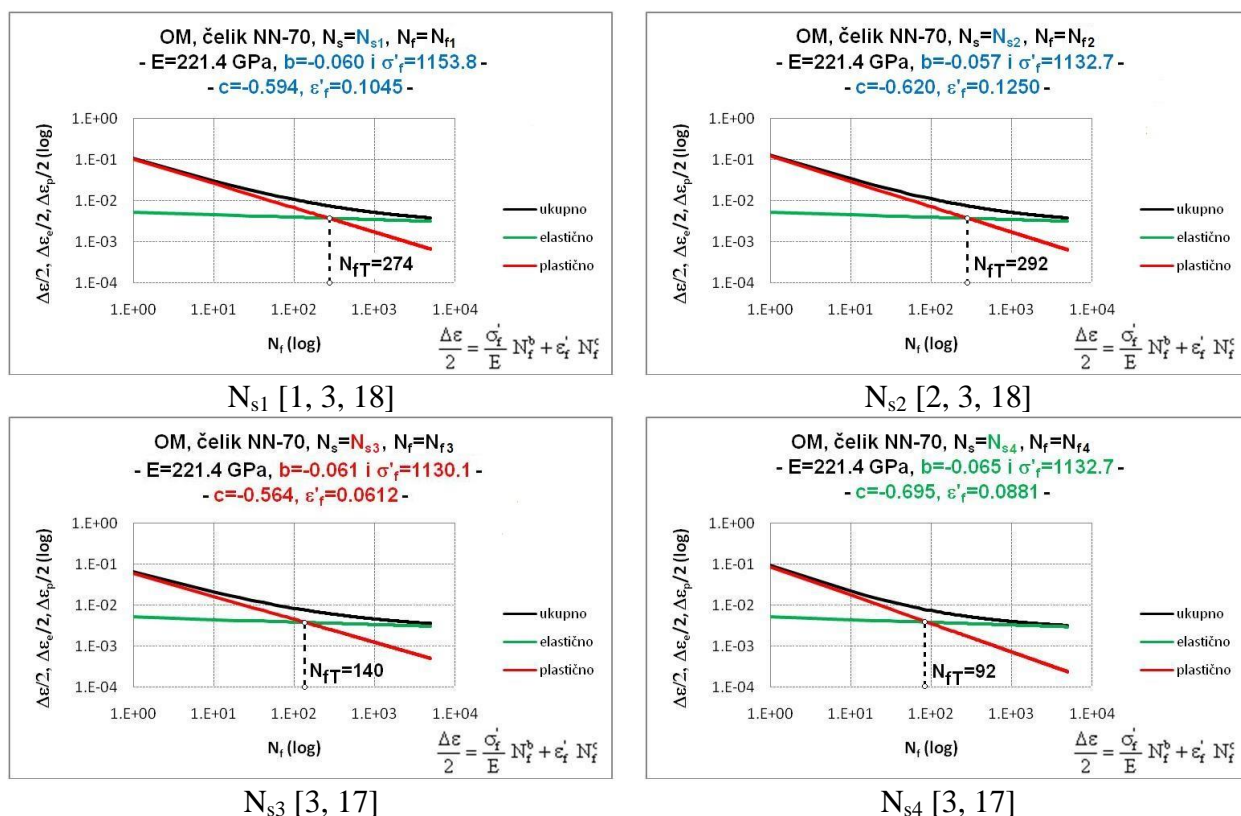 OM, čelik NN-70, Ns=Ns1, Nf=Nf1
- E=221.4 GPa, b=-0.060 i σ'f=1153.8 -
- c=-0.594, ε'f=0.1045 -
Δε/2, Δεe/2, Δεp/2 (log)
1.E+00
1.E-01
1.E-02
1.E-03
1.E-04
NfT=274
ukupno
elastično
plastično
1.E+00 1.E+01 1.E+02 1.E+03 1.E+04
Nf (log)
Δε/2 = σ'f/E Nf^b + ε'f Nf^c
Ns1 [1, 3, 18]
OM, čelik NN-70, Ns=Ns2, Nf=Nf2
- E=221.4 GPa, b=-0.057 i σ'f=1132.7 -
- c=-0.620, ε'f=0.1250 -
Δε/2, Δεe/2, Δεp/2 (log)
1.E+00
1.E-01
1.E-02
1.E-03
1.E-04
NfT=292
ukupno
elastično
plastično
1.E+00 1.E+01 1.E+02 1.E+03 1.E+04
Nf (log)
Δε/2 = σ'f/E Nf^b + ε'f Nf^c
Ns2 [2, 3, 18]
OM, čelik NN-70, Ns=Ns3, Nf=Nf3
- E=221.4 GPa, b=-0.061 i σ'f=1130.1 -
- c=-0.564, ε'f=0.0612 -
Δε/2, Δεe/2, Δεp/2 (log)
1.E+00
1.E-01
1.E-02
1.E-03
1.E-04
NfT=140
ukupno
elastično
plastično
1.E+00 1.E+01 1.E+02 1.E+03 1.E+04
Nf (log)
Δε/2 = σ'f/E Nf^b + ε'f Nf^c
Ns3 [3, 17]
OM, čelik NN-70, Ns=Ns4, Nf=Nf4
- E=221.4 GPa, b=-0.065 i σ'f=1132.7 -
- c=-0.695, ε'f=0.0881 -
Δε/2, Δεe/2, Δεp/2 (log)
1.E+00
1.E-01
1.E-02
1.E-03
1.E-04
NfT=92
ukupno
elastično
plastično
1.E+00 1.E+01 1.E+02 1.E+03 1.E+04
Nf (log)
Δε/2 = σ'f/E Nf^b + ε'f Nf^c
Ns4 [3, 17]